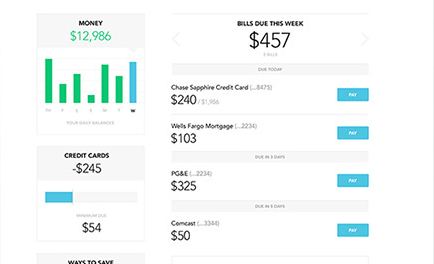 MONEY
$12,986
TH F S S M T W
YOUR DAILY BALANCES
CREDIT CARDS
-$245
MINIMUM DUE
$54
WAYS TO SAVE
BILLS DUE THIS WEEK
$457
5 BILLS
DUE TODAY
Chase Sapphire Credit Card (...8475)
$240 / $1,956
PAY
Wells Fargo Mortgage (...2234)
$103
PAY
DUE IN 3 DAYS
PG&E (...2234)
$325
PAY
DUE IN 5 DAYS
Comcast (...3344)
$50
PAY